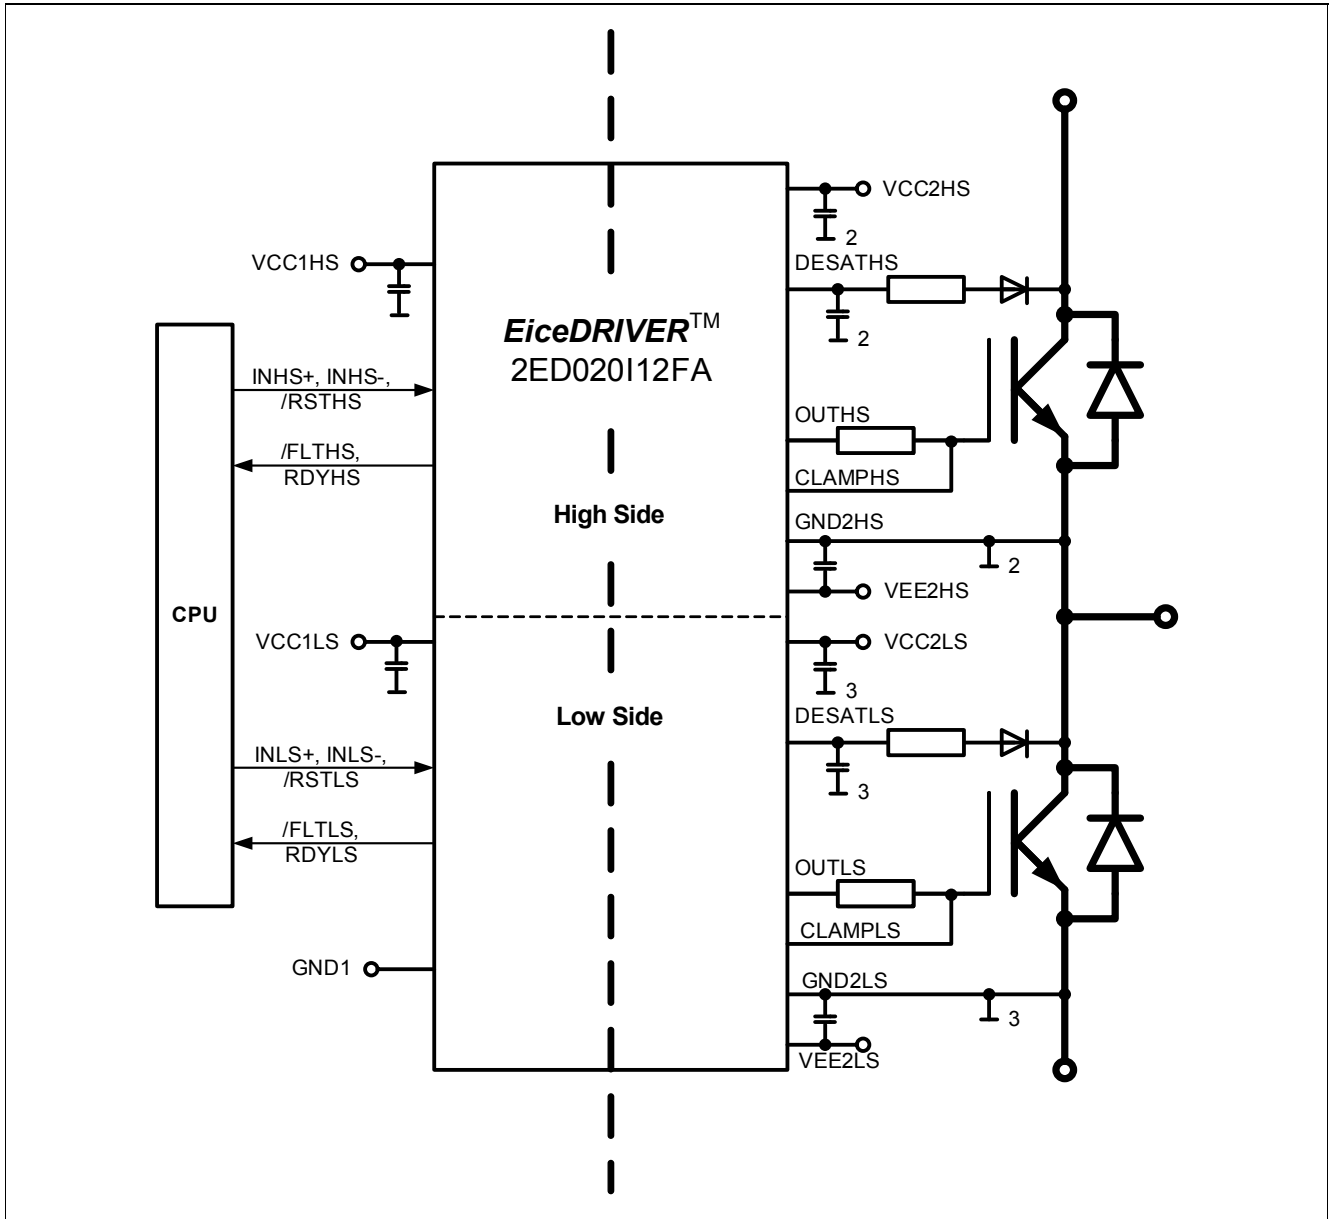 VCC2HS
2
VCC1HS
DESATHS
EiceDRIVER™
2ED020I12FA
2
INHS+, INHS-,
/RSTHS
OUTHS
/FLTHS,
RDYHS
CLAMPHS
High Side
GND2HS
2
VEE2HS
CPU
VCC1LS
VCC2LS
3
Low Side
DESATLS
INLS+, INLS-,
/RSTLS
3
/FLTLS,
RDYLS
OUTLS
CLAMPLS
GND1
GND2LS
3
VEE2LS